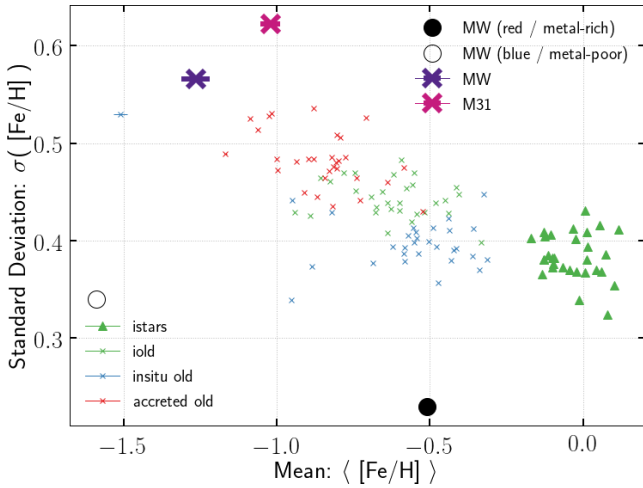 MW (red / metal-rich)
MW (blue / metal-poor)
MW
M31
0.6
0.5
0.4
0.3
Standard Deviation: σ( [Fe/H] )
istars
iold
insitu old
accreted old
−1.5
−1.0
−0.5
0.0
Mean: ⟨ [Fe/H] ⟩